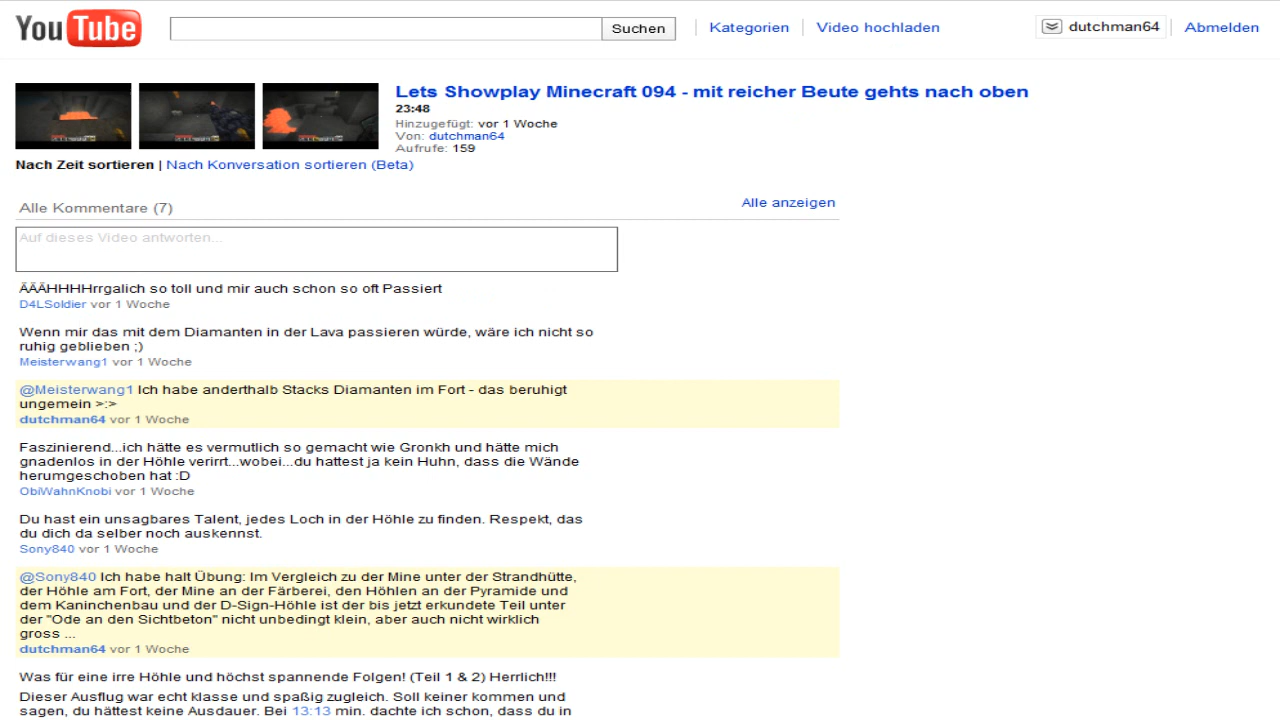 YouTube
Suchen
Kategorien
Video hochladen
dutchman64
Abmelden
Lets Showplay Minecraft 094 - mit reicher Beute gehts nach oben
23:48
Hinzugefügt: vor 1 Woche
Von: dutchman64
Aufrufe: 159
Nach Zeit sortieren | Nach Konversation sortieren (Beta)
Alle Kommentare (7)
Alle anzeigen
Auf dieses Video antworten...
ÄÄÄHHHHrrgalich so toll und mir auch schon so oft Passiert
D4LSoldier vor 1 Woche
Wenn mir das mit dem Diamanten in der Lava passieren würde, wäre ich nicht so
ruhig geblieben ;)
Meisterwang1 vor 1 Woche
@Meisterwang1 Ich habe anderthalb Stacks Diamanten im Fort - das beruhigt
ungemein >:>
dutchman64 vor 1 Woche
Faszinierend...ich hätte es vermutlich so gemacht wie Gronkh und hätte mich
gnadenlos in der Höhle verirrt...wobei...du hattest ja kein Huhn, dass die Wände
herumgeschoben hat :D
ObiWahnKnobi vor 1 Woche
Du hast ein unsagbares Talent, jedes Loch in der Höhle zu finden. Respekt, das
du dich da selber noch auskennst.
Sony840 vor 1 Woche
@Sony840 Ich habe halt Übung: Im Vergleich zu der Mine unter der Strandhütte,
der Höhle am Fort, der Mine an der Färberei, den Höhlen an der Pyramide und
dem Kaninchenbau und der D-Sign-Höhle ist der bis jetzt erkundete Teil unter
der "Ode an den Sichtbeton" nicht unbedingt klein, aber auch nicht wirklich
gross ...
dutchman64 vor 1 Woche
Was für eine irre Höhle und höchst spannende Folgen! (Teil 1 & 2) Herrlich!!!
Dieser Ausflug war echt klasse und spaßig zugleich. Soll keiner kommen und
sagen, du hättest keine Ausdauer. Bei 13:13 min. dachte ich schon, dass du in